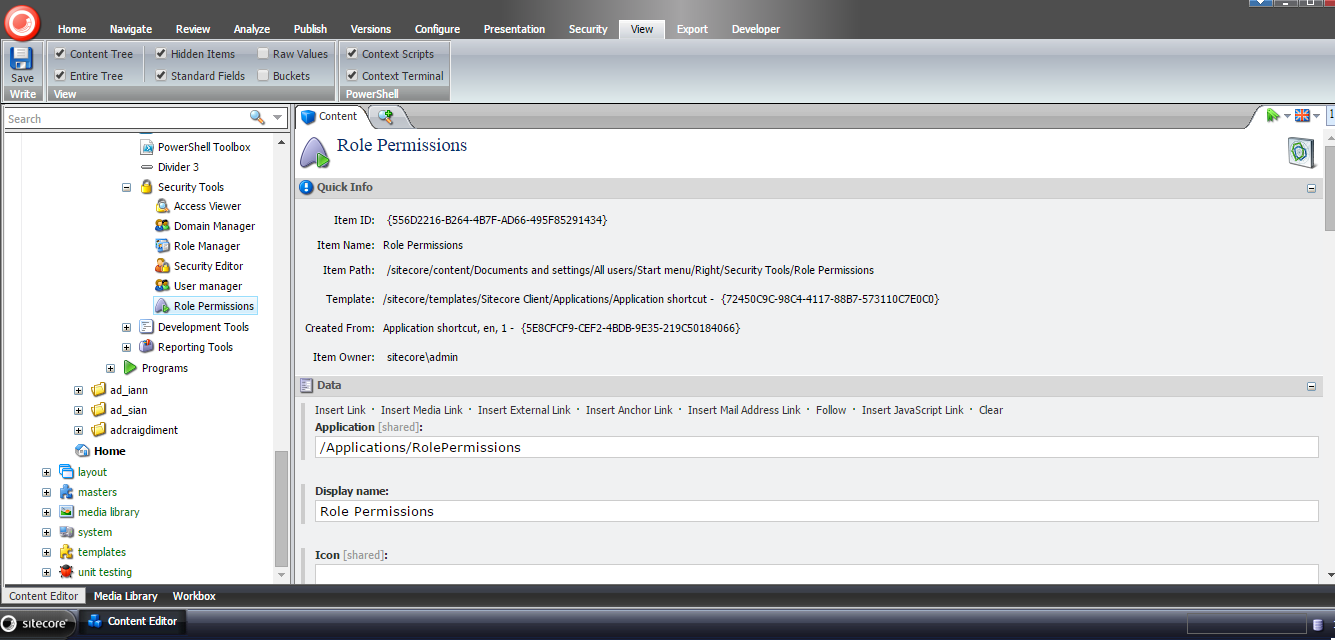 Home Navigate Review Analyze Publish Versions Configure Presentation Security View Export Developer
Content Tree Hidden Items Raw Values Context Scripts
Save Entire Tree Standard Fields Buckets Context Terminal
Write View PowerShell
Search
Content
1
PowerShell Toolbox
Divider 3
Security Tools
Access Viewer
Domain Manager
Role Manager
Security Editor
User manager
Role Permissions
Development Tools
Reporting Tools
Programs
ad_iann
ad_sian
adcraigdiment
Home
layout
masters
media library
system
templates
unit testing
Role Permissions
Quick Info
Item ID: {556D2216-B264-4B7F-AD66-495F85291434}
Item Name: Role Permissions
Item Path: /sitecore/content/Documents and settings/All users/Start menu/Right/Security Tools/Role Permissions
Template: /sitecore/templates/Sitecore Client/Applications/Application shortcut - {72450C9C-98C4-4117-88B7-573110C7E0C0}
Created From: Application shortcut, en, 1 - {5E8CFCF9-CEF2-4BDB-9E35-219C50184066}
Item Owner: sitecore\admin
Data
Insert Link · Insert Media Link · Insert External Link · Insert Anchor Link · Insert Mail Address Link · Follow · Insert JavaScript Link · Clear
Application [shared]:
/Applications/RolePermissions
Display name:
Role Permissions
Icon [shared]:
Content Editor Media Library Workbox
sitecore Content Editor